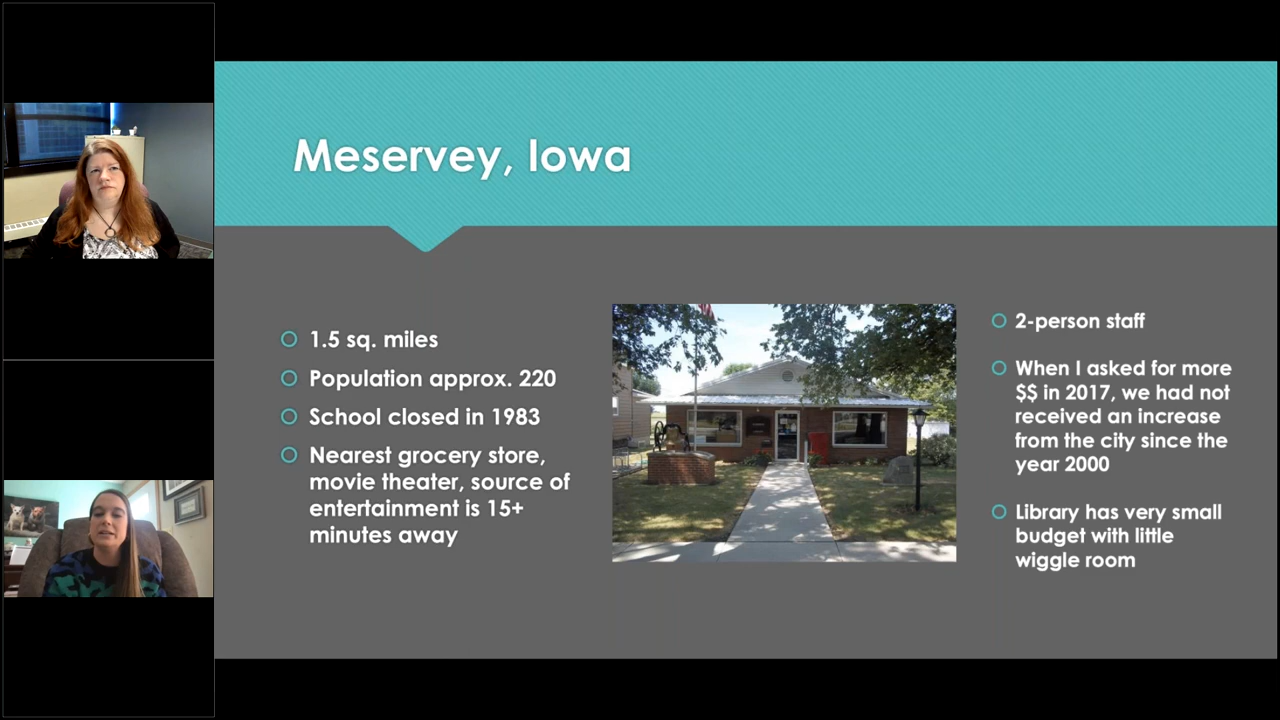 Meservey, Iowa
1.5 sq. miles
Population approx. 220
School closed in 1983
Nearest grocery store,
movie theater, source of
entertainment is 15+
minutes away
2-person staff
When I asked for more
$$ in 2017, we had not
received an increase
from the city since the
year 2000
Library has very small
budget with little
wiggle room